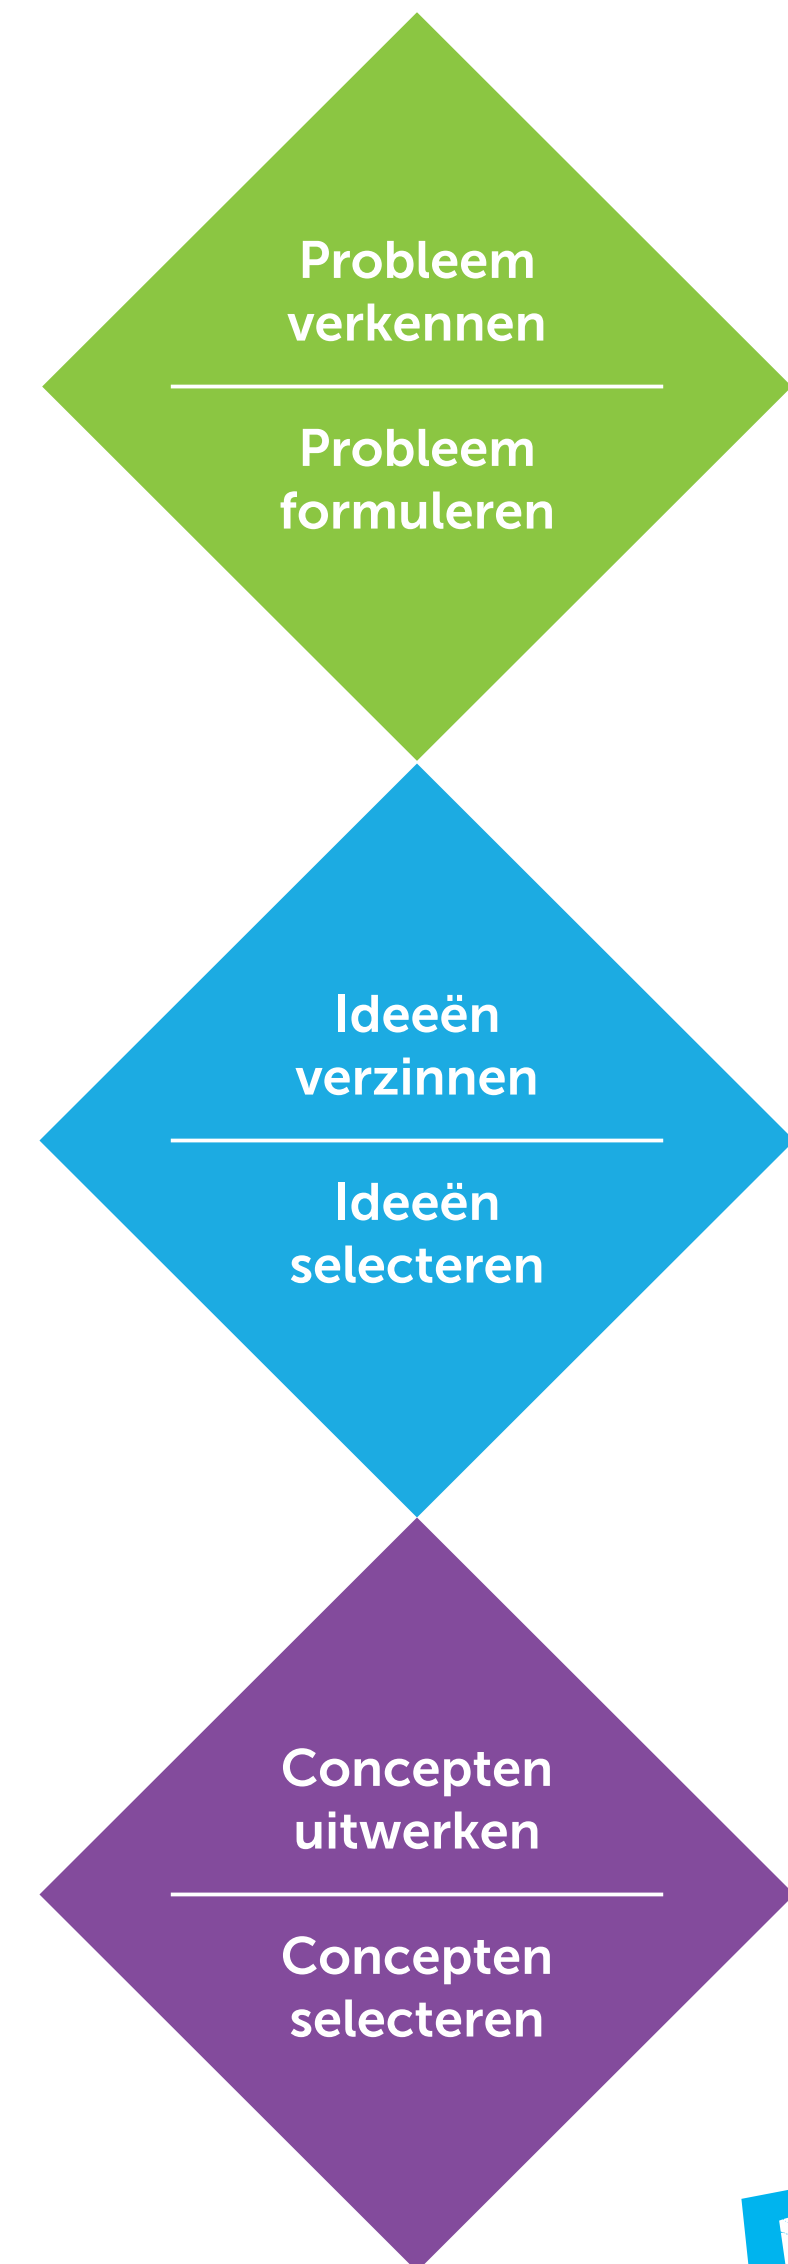 Probleem
verkennen
Probleem
formuleren
Ideeën
verzinnen
Ideeën
selecteren
Concepten
uitwerken
Concepten
selecteren